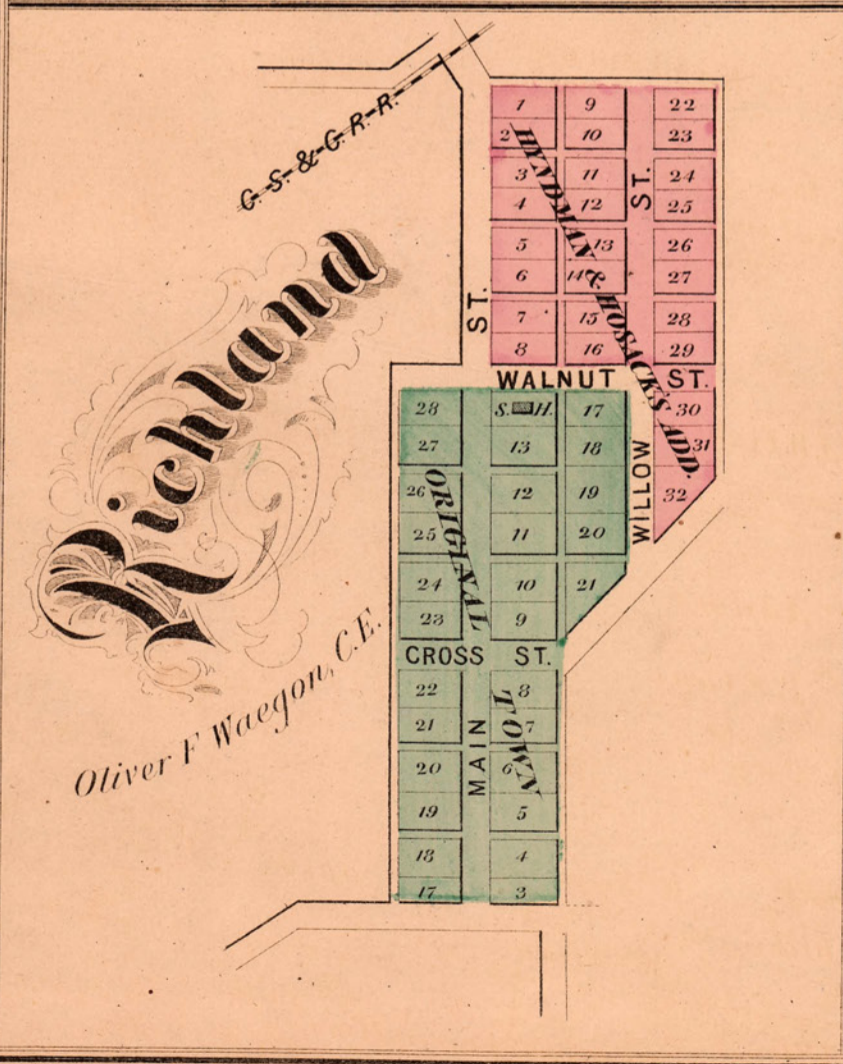 C. S. & C. R. R.
Richland
Oliver F Waegon, C.E.
HYNDMAN & HOSACK'S ADD.
1 9 22
2 10 23
3 11 24
4 12 25
ST.
5 13 26
6 14 27
ST.
7 15 28
8 16 29
WALNUT ST.
28 S. H. 17 30
27 13 18 31
WILLOW
26 12 19 32
25 11 20
ORIGINAL TOWN
24 10 21
23 9
CROSS ST.
22 8
21 7
MAIN
20 6
19 5
18 4
17 3